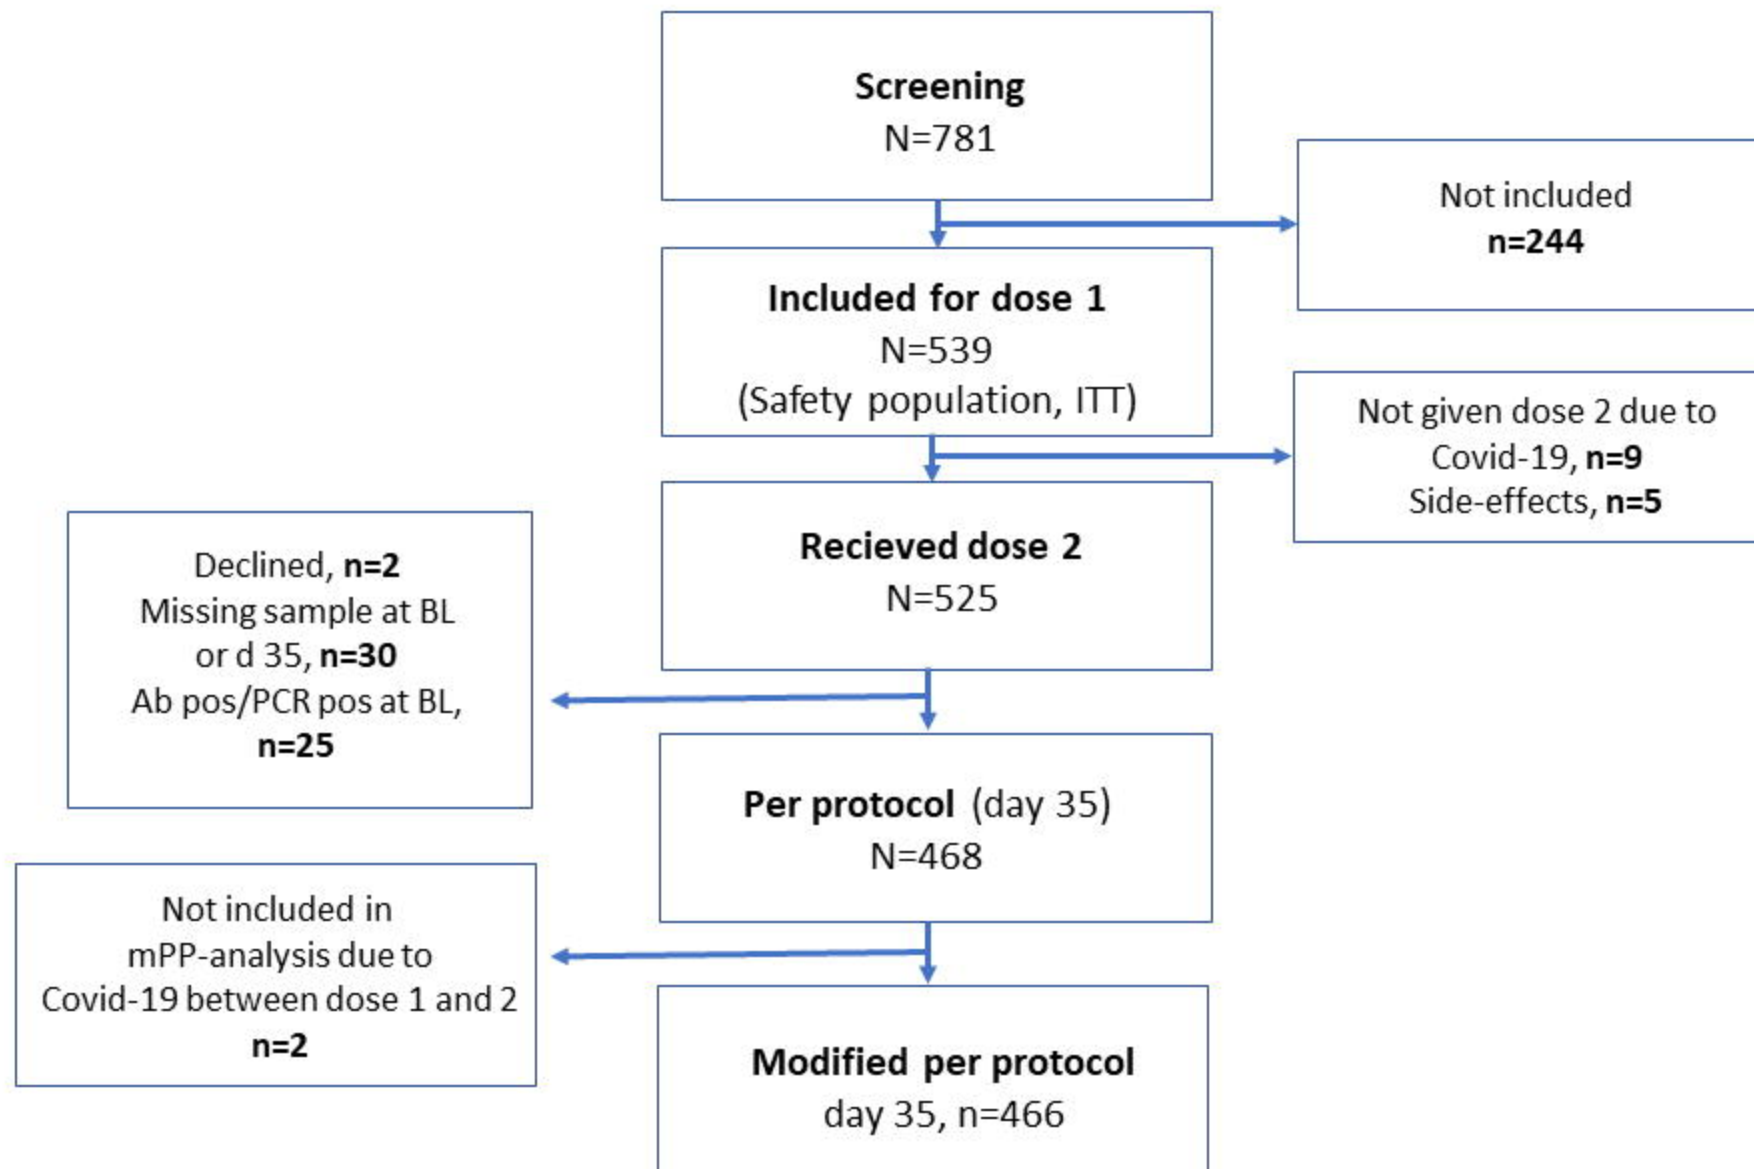 Screening
N=781
Not included
n=244
Included for dose 1
N=539
(Safety population, ITT)
Not given dose 2 due to
Covid-19, n=9
Side-effects, n=5
Recieved dose 2
N=525
Declined, n=2
Missing sample at BL
or d 35, n=30
Ab pos/PCR pos at BL,
n=25
Per protocol (day 35)
N=468
Not included in
mPP-analysis due to
Covid-19 between dose 1 and 2
n=2
Modified per protocol
day 35, n=466